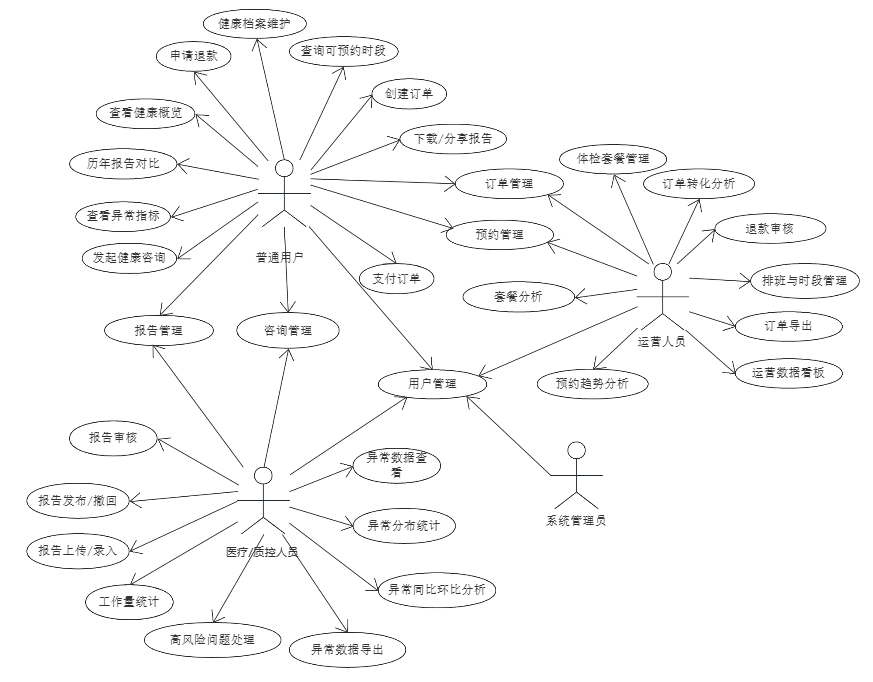 健康档案维护
查询可预约时段
申请退款
创建订单
查看健康概览
下载/分享报告
体检套餐管理
历年报告对比
订单管理
订单转化分析
查看异常指标
预约管理
退款审核
发起健康咨询
普通用户
支付订单
套餐分析
排班与时段管理
报告管理
咨询管理
运营人员
订单导出
用户管理
预约趋势分析
运营数据看板
报告审核
异常数据查
看
报告发布/撤回
异常分布统计
系统管理员
报告上传/录入
医疗/质控人员
工作量统计
异常同比环比分析
高风险问题处理
异常数据导出